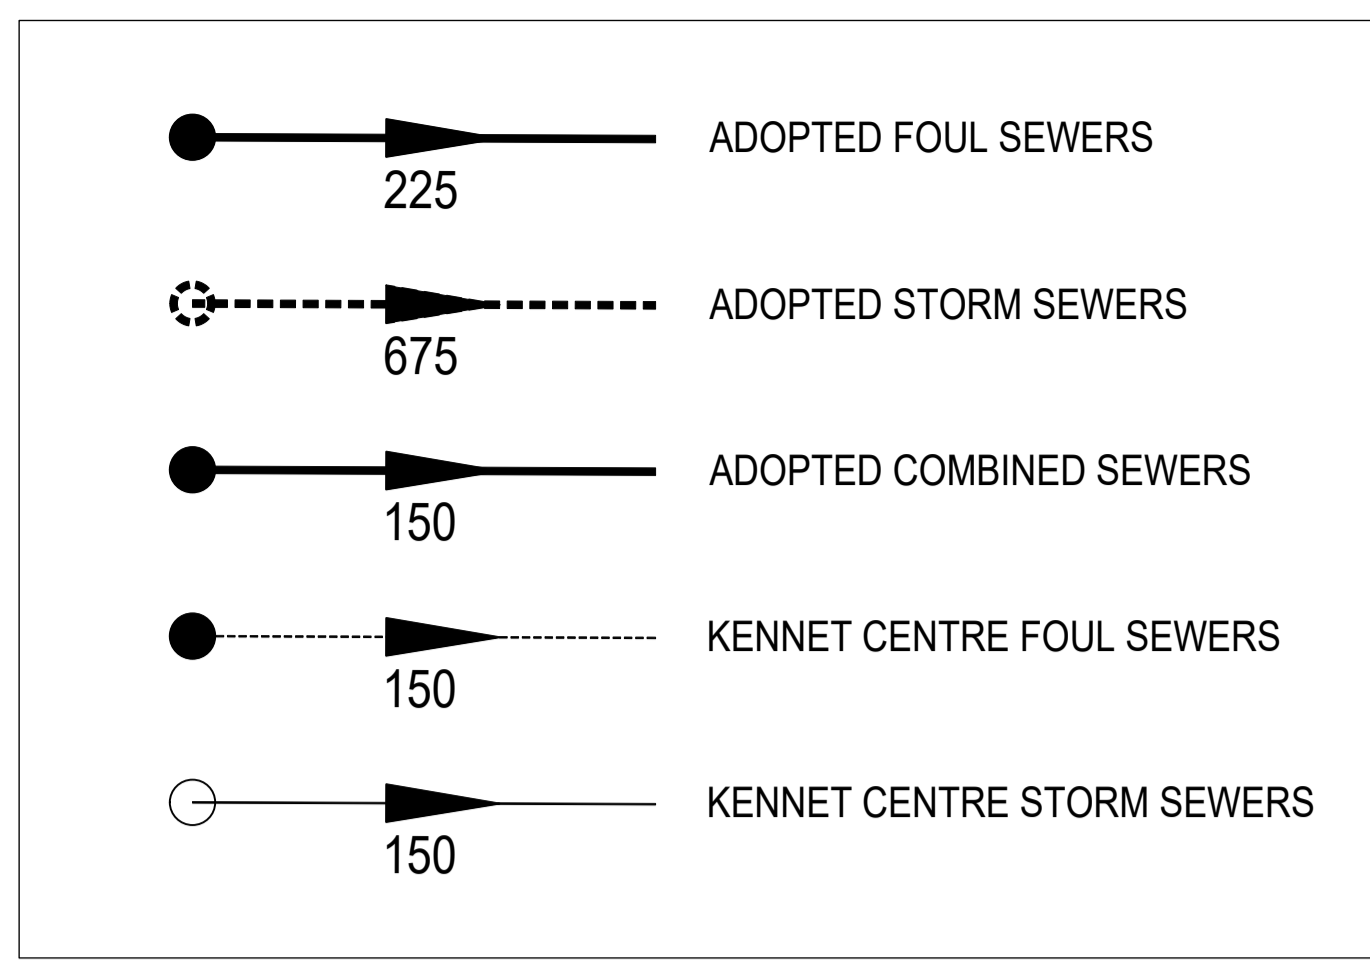 ADOPTED FOUL SEWERS
225
ADOPTED STORM SEWERS
675
ADOPTED COMBINED SEWERS
150
KENNET CENTRE FOUL SEWERS
150
KENNET CENTRE STORM SEWERS
150